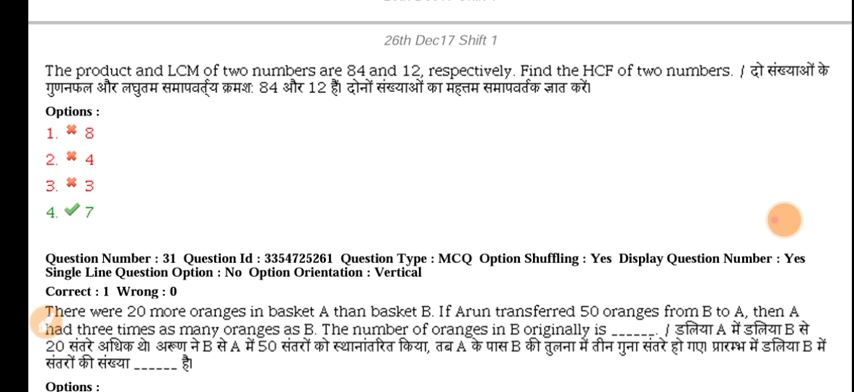 26th Dec17 Shift 1
The product and LCM of two numbers are 84 and 12, respectively. Find the HCF of two numbers. / दो संख्याओं के
गुणनफल और लघुतम समापवर्त्य क्रमश: 84 और 12 हैं। दोनों संख्याओं का महत्तम समापवर्तक ज्ञात करें।
Options :
1. ✖ 8
2. ✖ 4
3. ✖ 3
4. ✔ 7
Question Number : 31 Question Id : 3354725261 Question Type : MCQ Option Shuffling : Yes Display Question Number : Yes
Single Line Question Option : No Option Orientation : Vertical
Correct : 1 Wrong : 0
There were 20 more oranges in basket A than basket B. If Arun transferred 50 oranges from B to A, then A
had three times as many oranges as B. The number of oranges in B originally is ______. / डलिया A में डलिया B से
20 संतरे अधिक थे। अरूण ने B से A में 50 संतरों को स्थानांतरित किया, तब A के पास B की तुलना में तीन गुना संतरे हो गए। प्रारम्भ में डलिया B में
संतरों की संख्या ______ है।
Options :